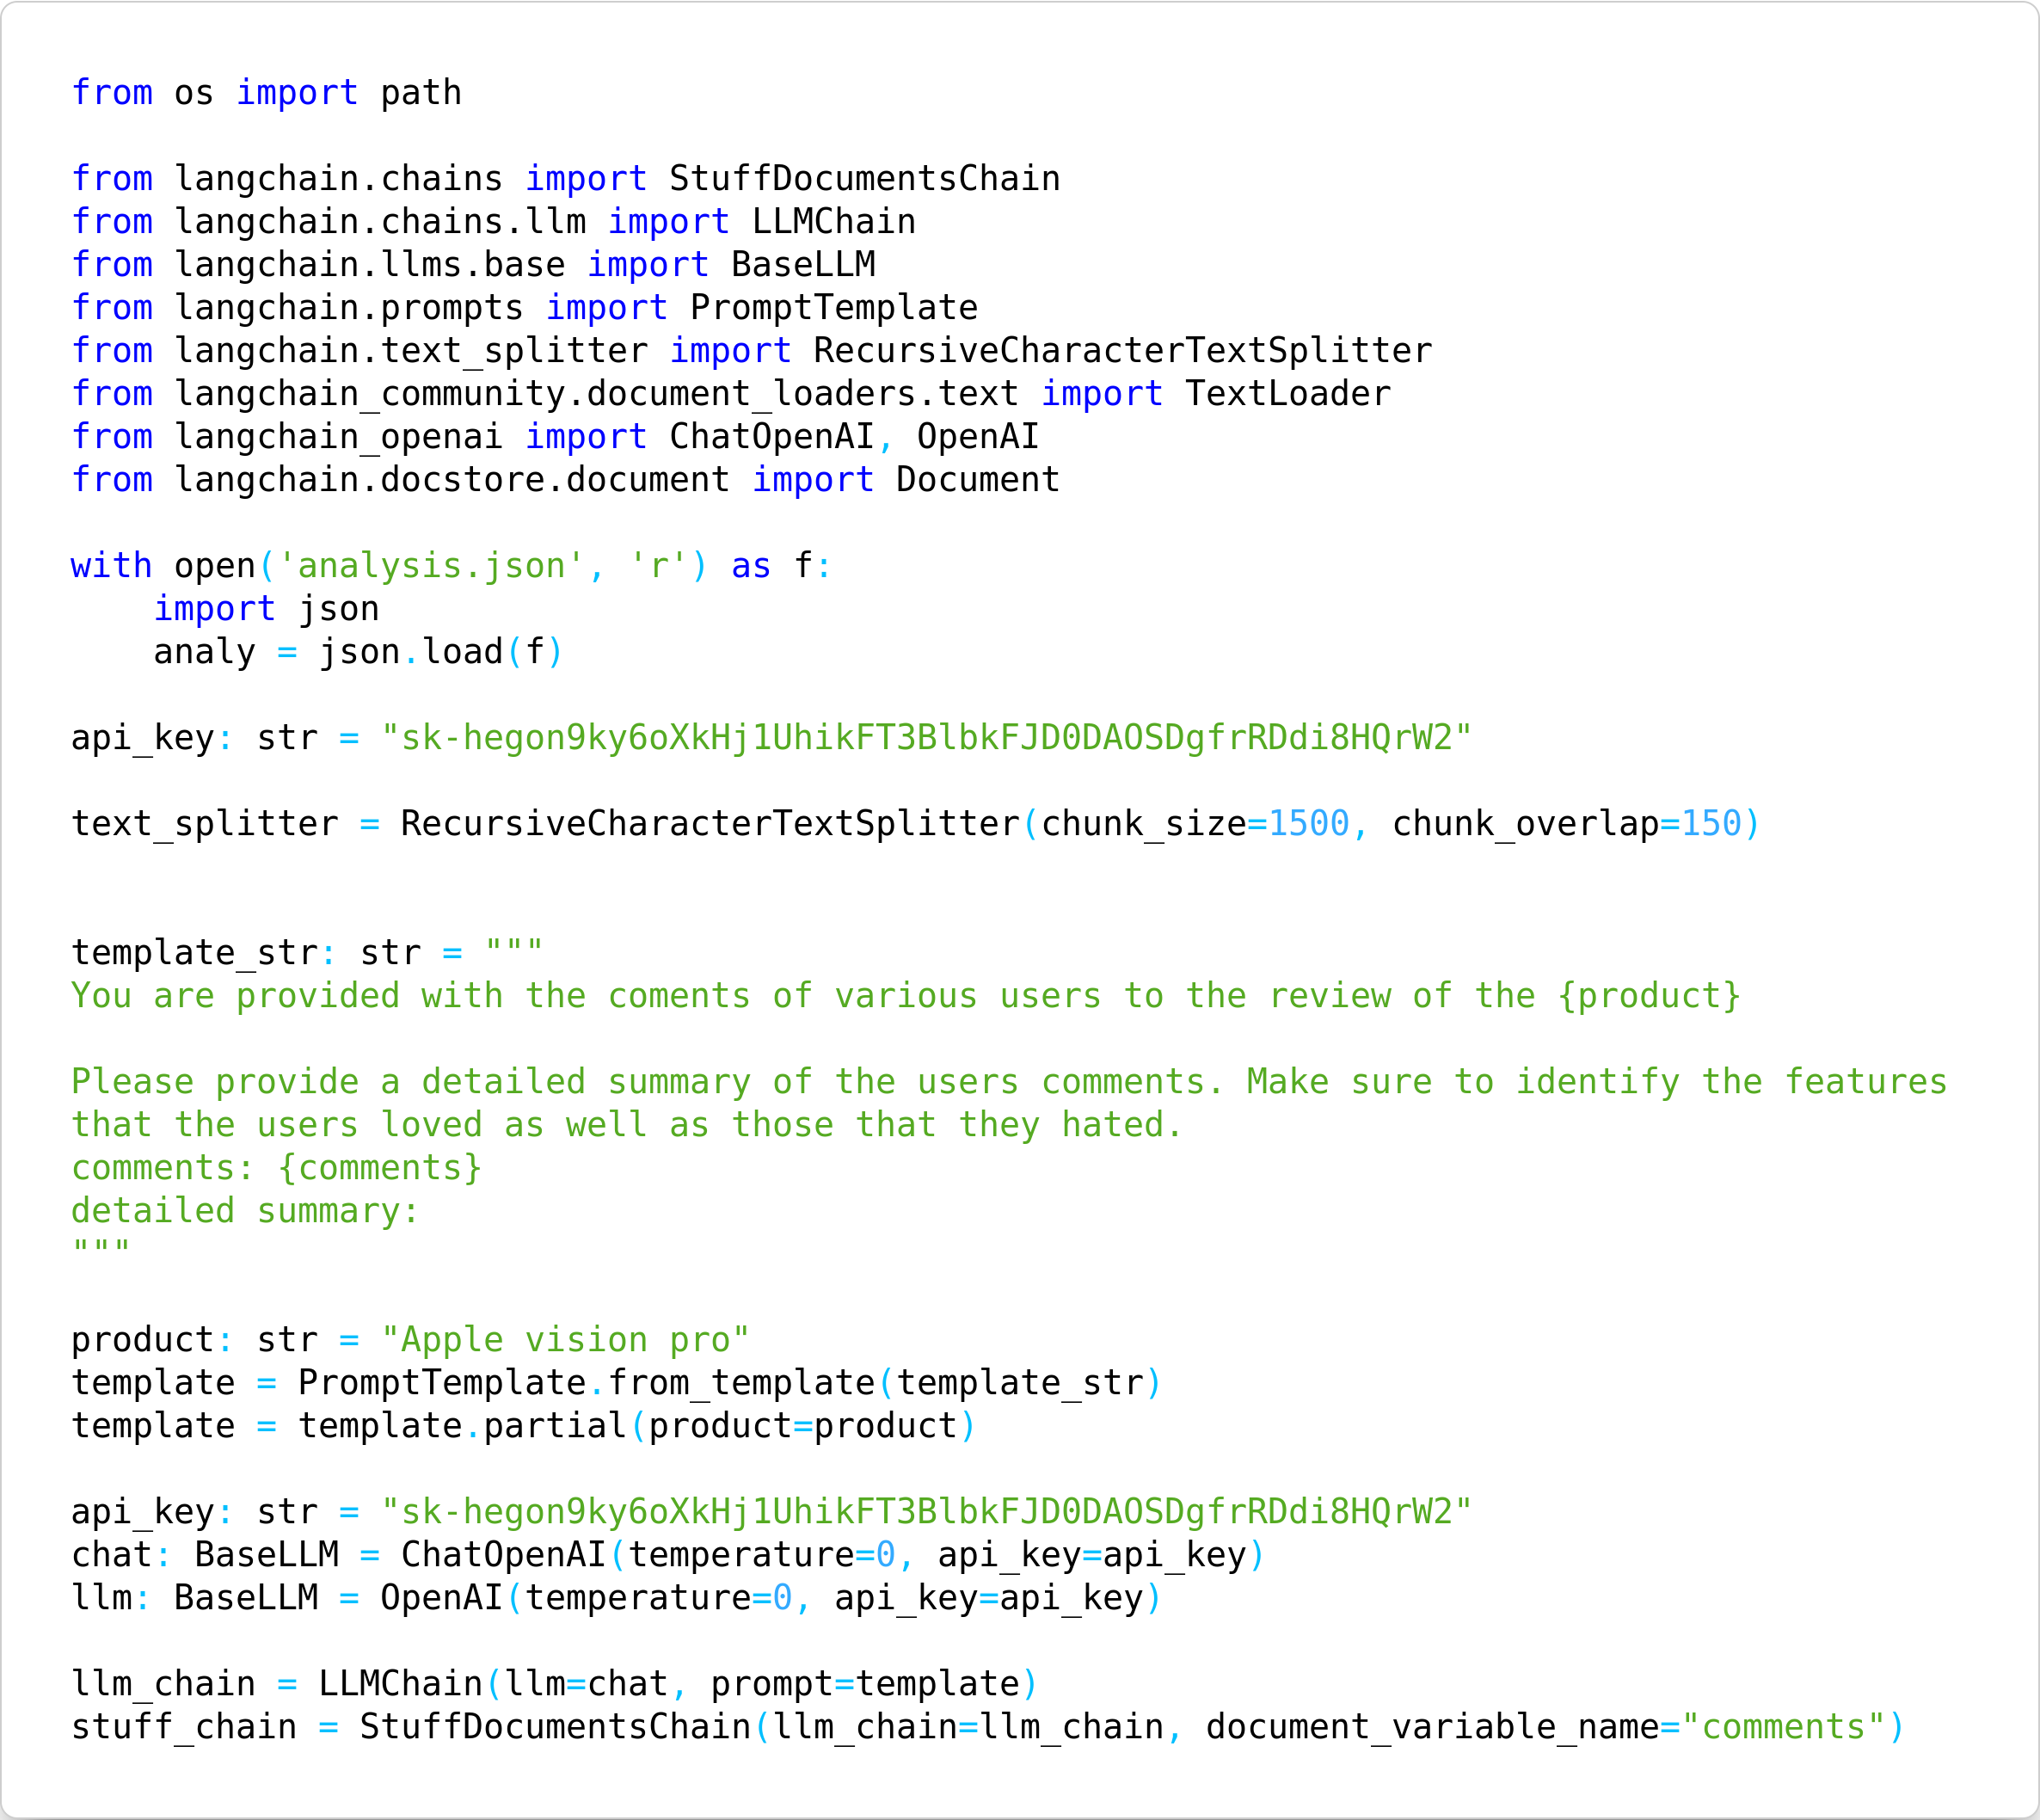 from os import path

from langchain.chains import StuffDocumentsChain
from langchain.chains.llm import LLMChain
from langchain.llms.base import BaseLLM
from langchain.prompts import PromptTemplate
from langchain.text_splitter import RecursiveCharacterTextSplitter
from langchain_community.document_loaders.text import TextLoader
from langchain_openai import ChatOpenAI, OpenAI
from langchain.docstore.document import Document

with open('analysis.json', 'r') as f:
    import json
    analy = json.load(f)

api_key: str = "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"

text_splitter = RecursiveCharacterTextSplitter(chunk_size=1500, chunk_overlap=150)


template_str: str = """
You are provided with the coments of various users to the review of the {product}

Please provide a detailed summary of the users comments. Make sure to identify the features
that the users loved as well as those that they hated.
comments: {comments}
detailed summary:
"""

product: str = "Apple vision pro"
template = PromptTemplate.from_template(template_str)
template = template.partial(product=product)

api_key: str = "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"
chat: BaseLLM = ChatOpenAI(temperature=0, api_key=api_key)
llm: BaseLLM = OpenAI(temperature=0, api_key=api_key)

llm_chain = LLMChain(llm=chat, prompt=template)
stuff_chain = StuffDocumentsChain(llm_chain=llm_chain, document_variable_name="comments")